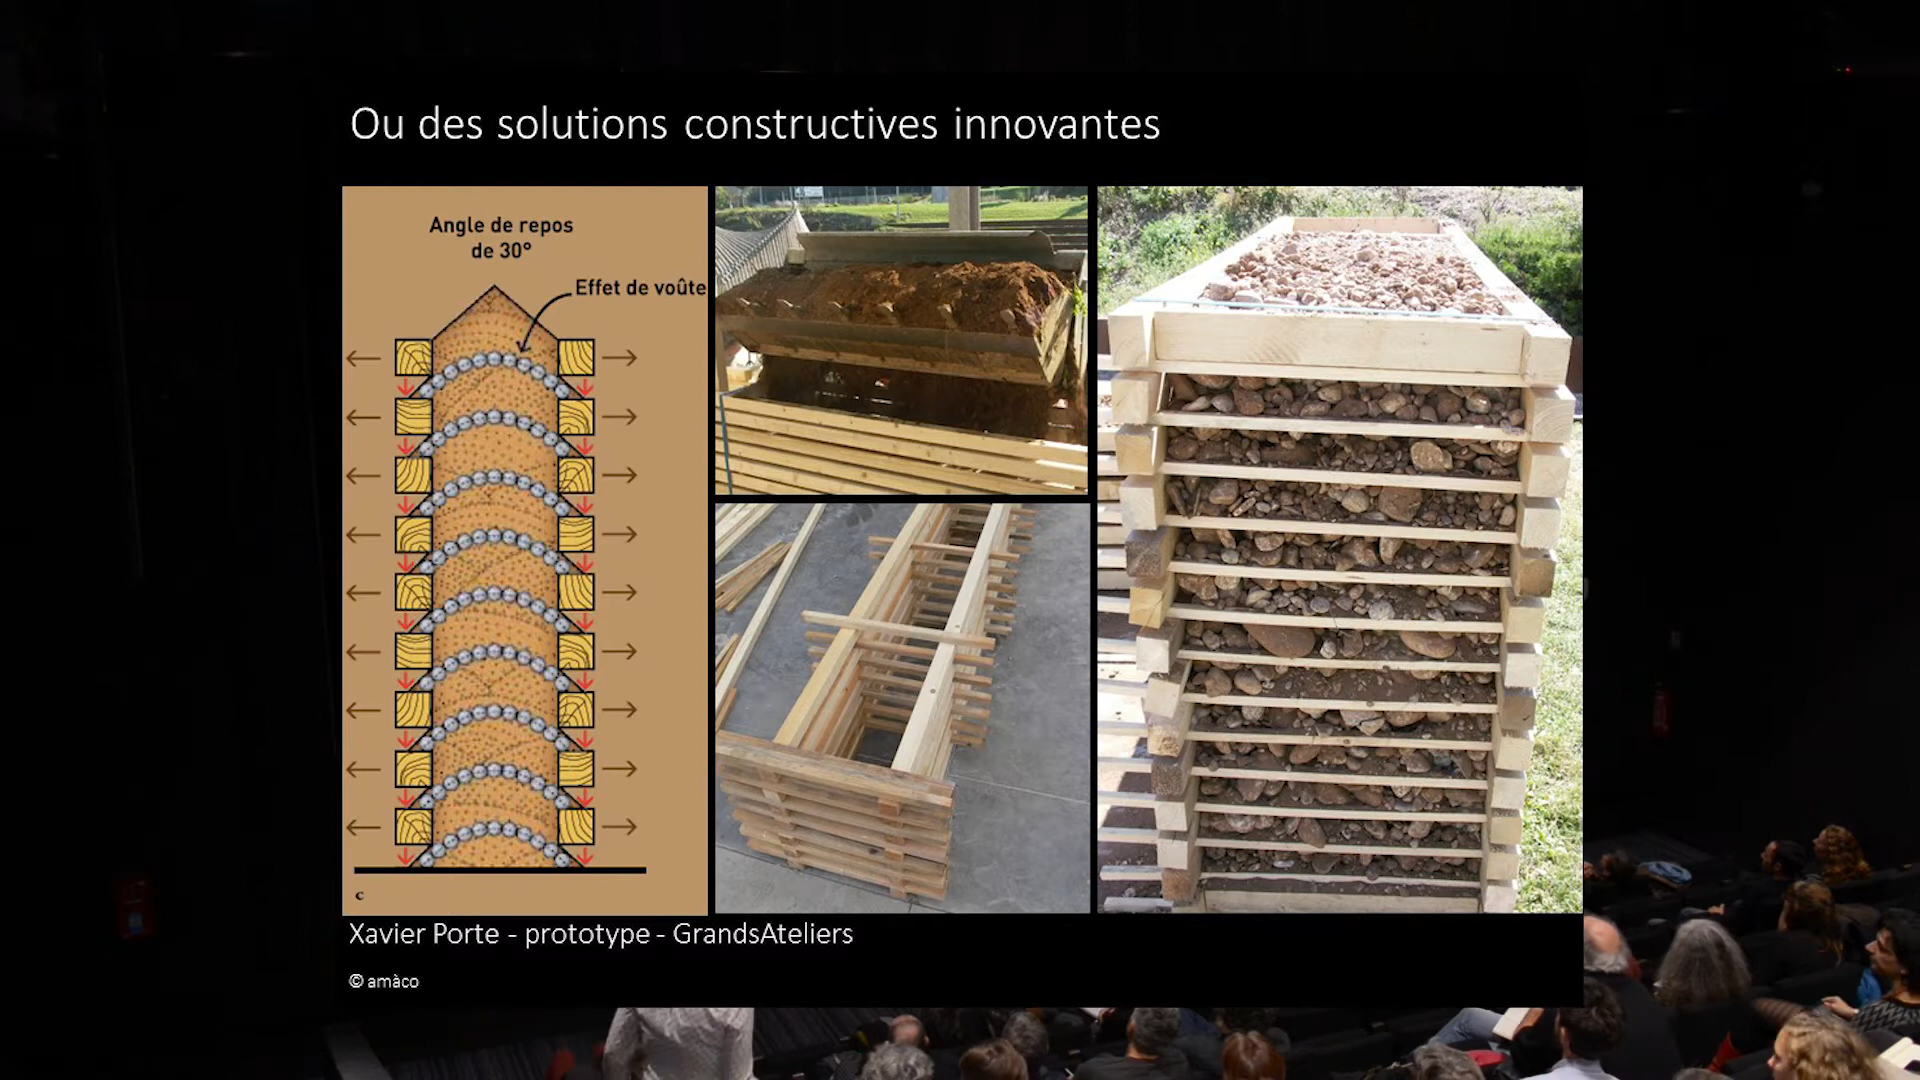 Ou des solutions constructives innovantes
Angle de repos
de 30°
Effet de voûte
c
Xavier Porte - prototype - GrandsAteliers
© amàco